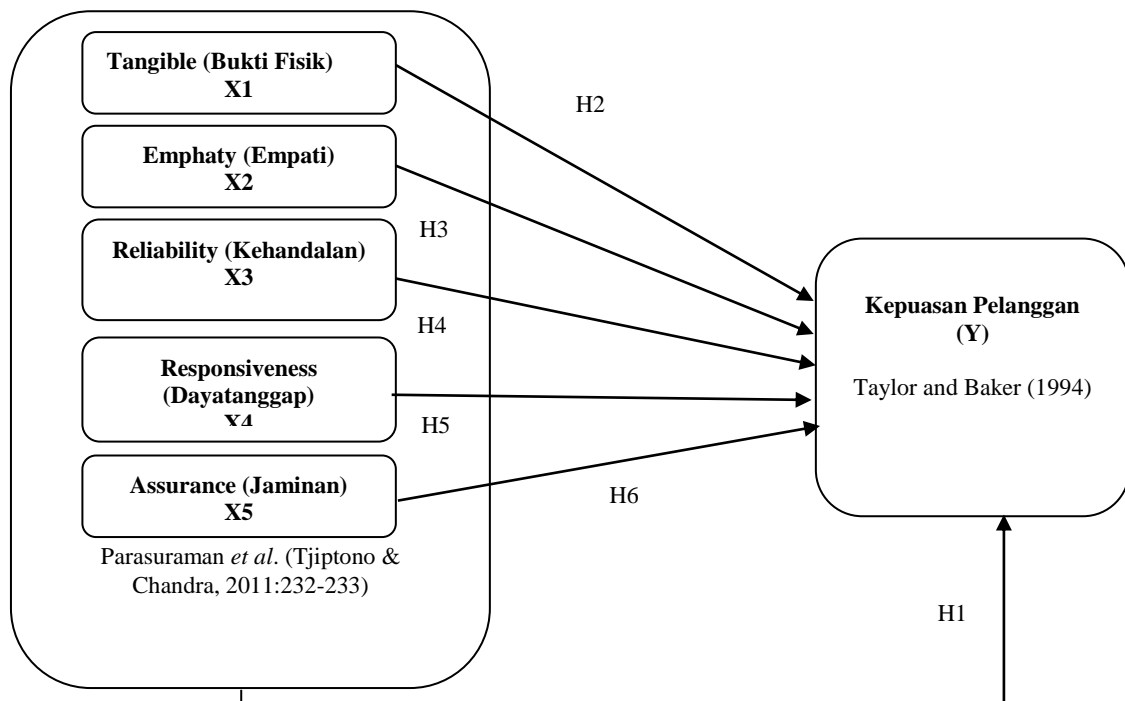 Tangible (Bukti Fisik)
X1
H2
Emphaty (Empati)
X2
H3
Reliability (Kehandalan)
X3
H4
Responsiveness
(Dayatanggap)
X4
H5
Assurance (Jaminan)
X5
H6
Parasuraman et al. (Tjiptono &
Chandra, 2011:232-233)
Kepuasan Pelanggan
(Y)
Taylor and Baker (1994)
H1